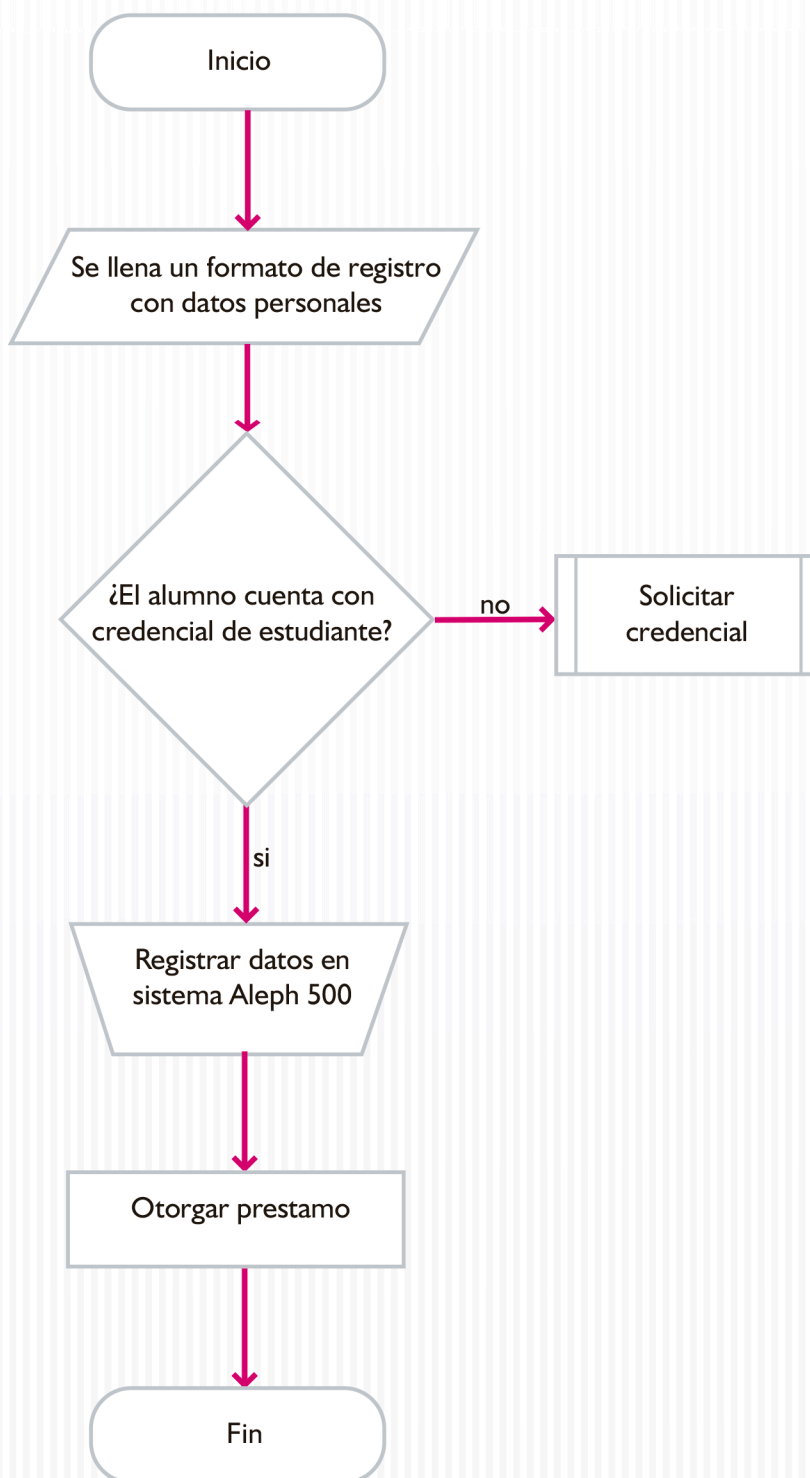 Inicio
Se llena un formato de registro
con datos personales
¿El alumno cuenta con
credencial de estudiante?
no
Solicitar
credencial
si
Registrar datos en
sistema Aleph 500
Otorgar prestamo
Fin